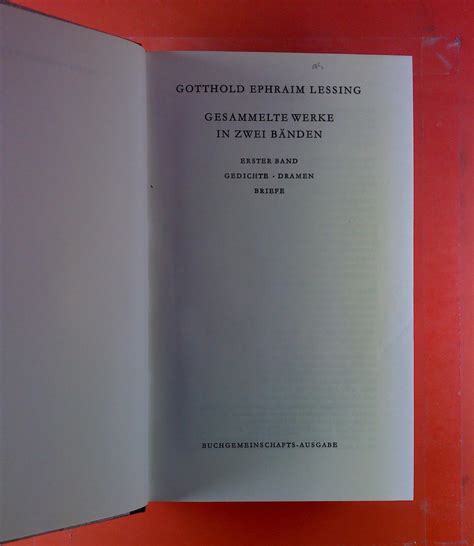 GOTTHOLD EPHRAIM LESSING
GESAMMELTE WERKE
IN ZWEI BÄNDEN
ERSTER BAND
GEDICHTE · DRAMEN
BRIEFE
BUCHGEMEINSCHAFTS-AUSGABE